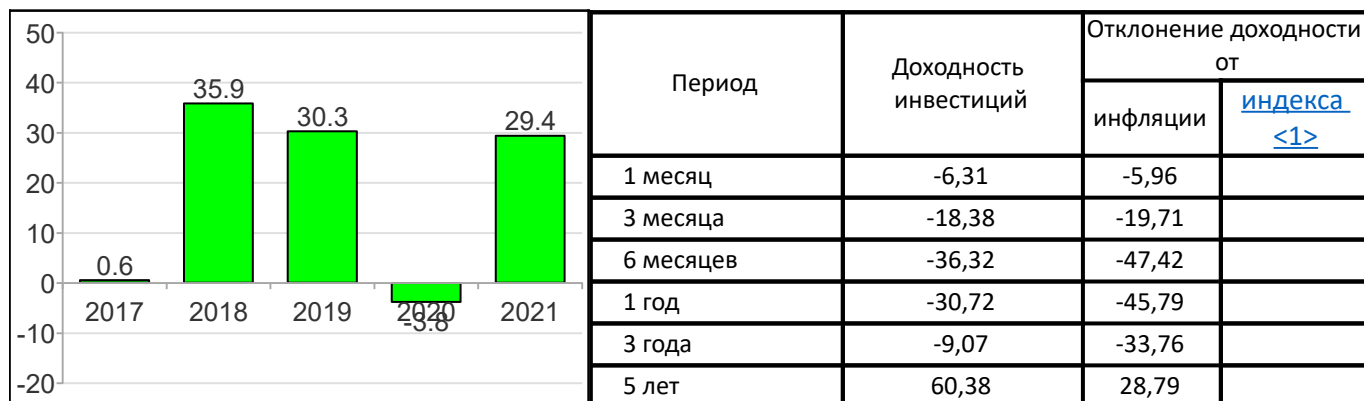 50
40
30
20
10
0
-10
-20
0.6
35.9
30.3
-3.8
29.4
2017 2018 2019 2020 2021
Период
Доходность
инвестиций
Отклонение доходности
от
инфляции
индекса
<1>
1 месяц -6,31 -5,96
3 месяца -18,38 -19,71
6 месяцев -36,32 -47,42
1 год -30,72 -45,79
3 года -9,07 -33,76
5 лет 60,38 28,79